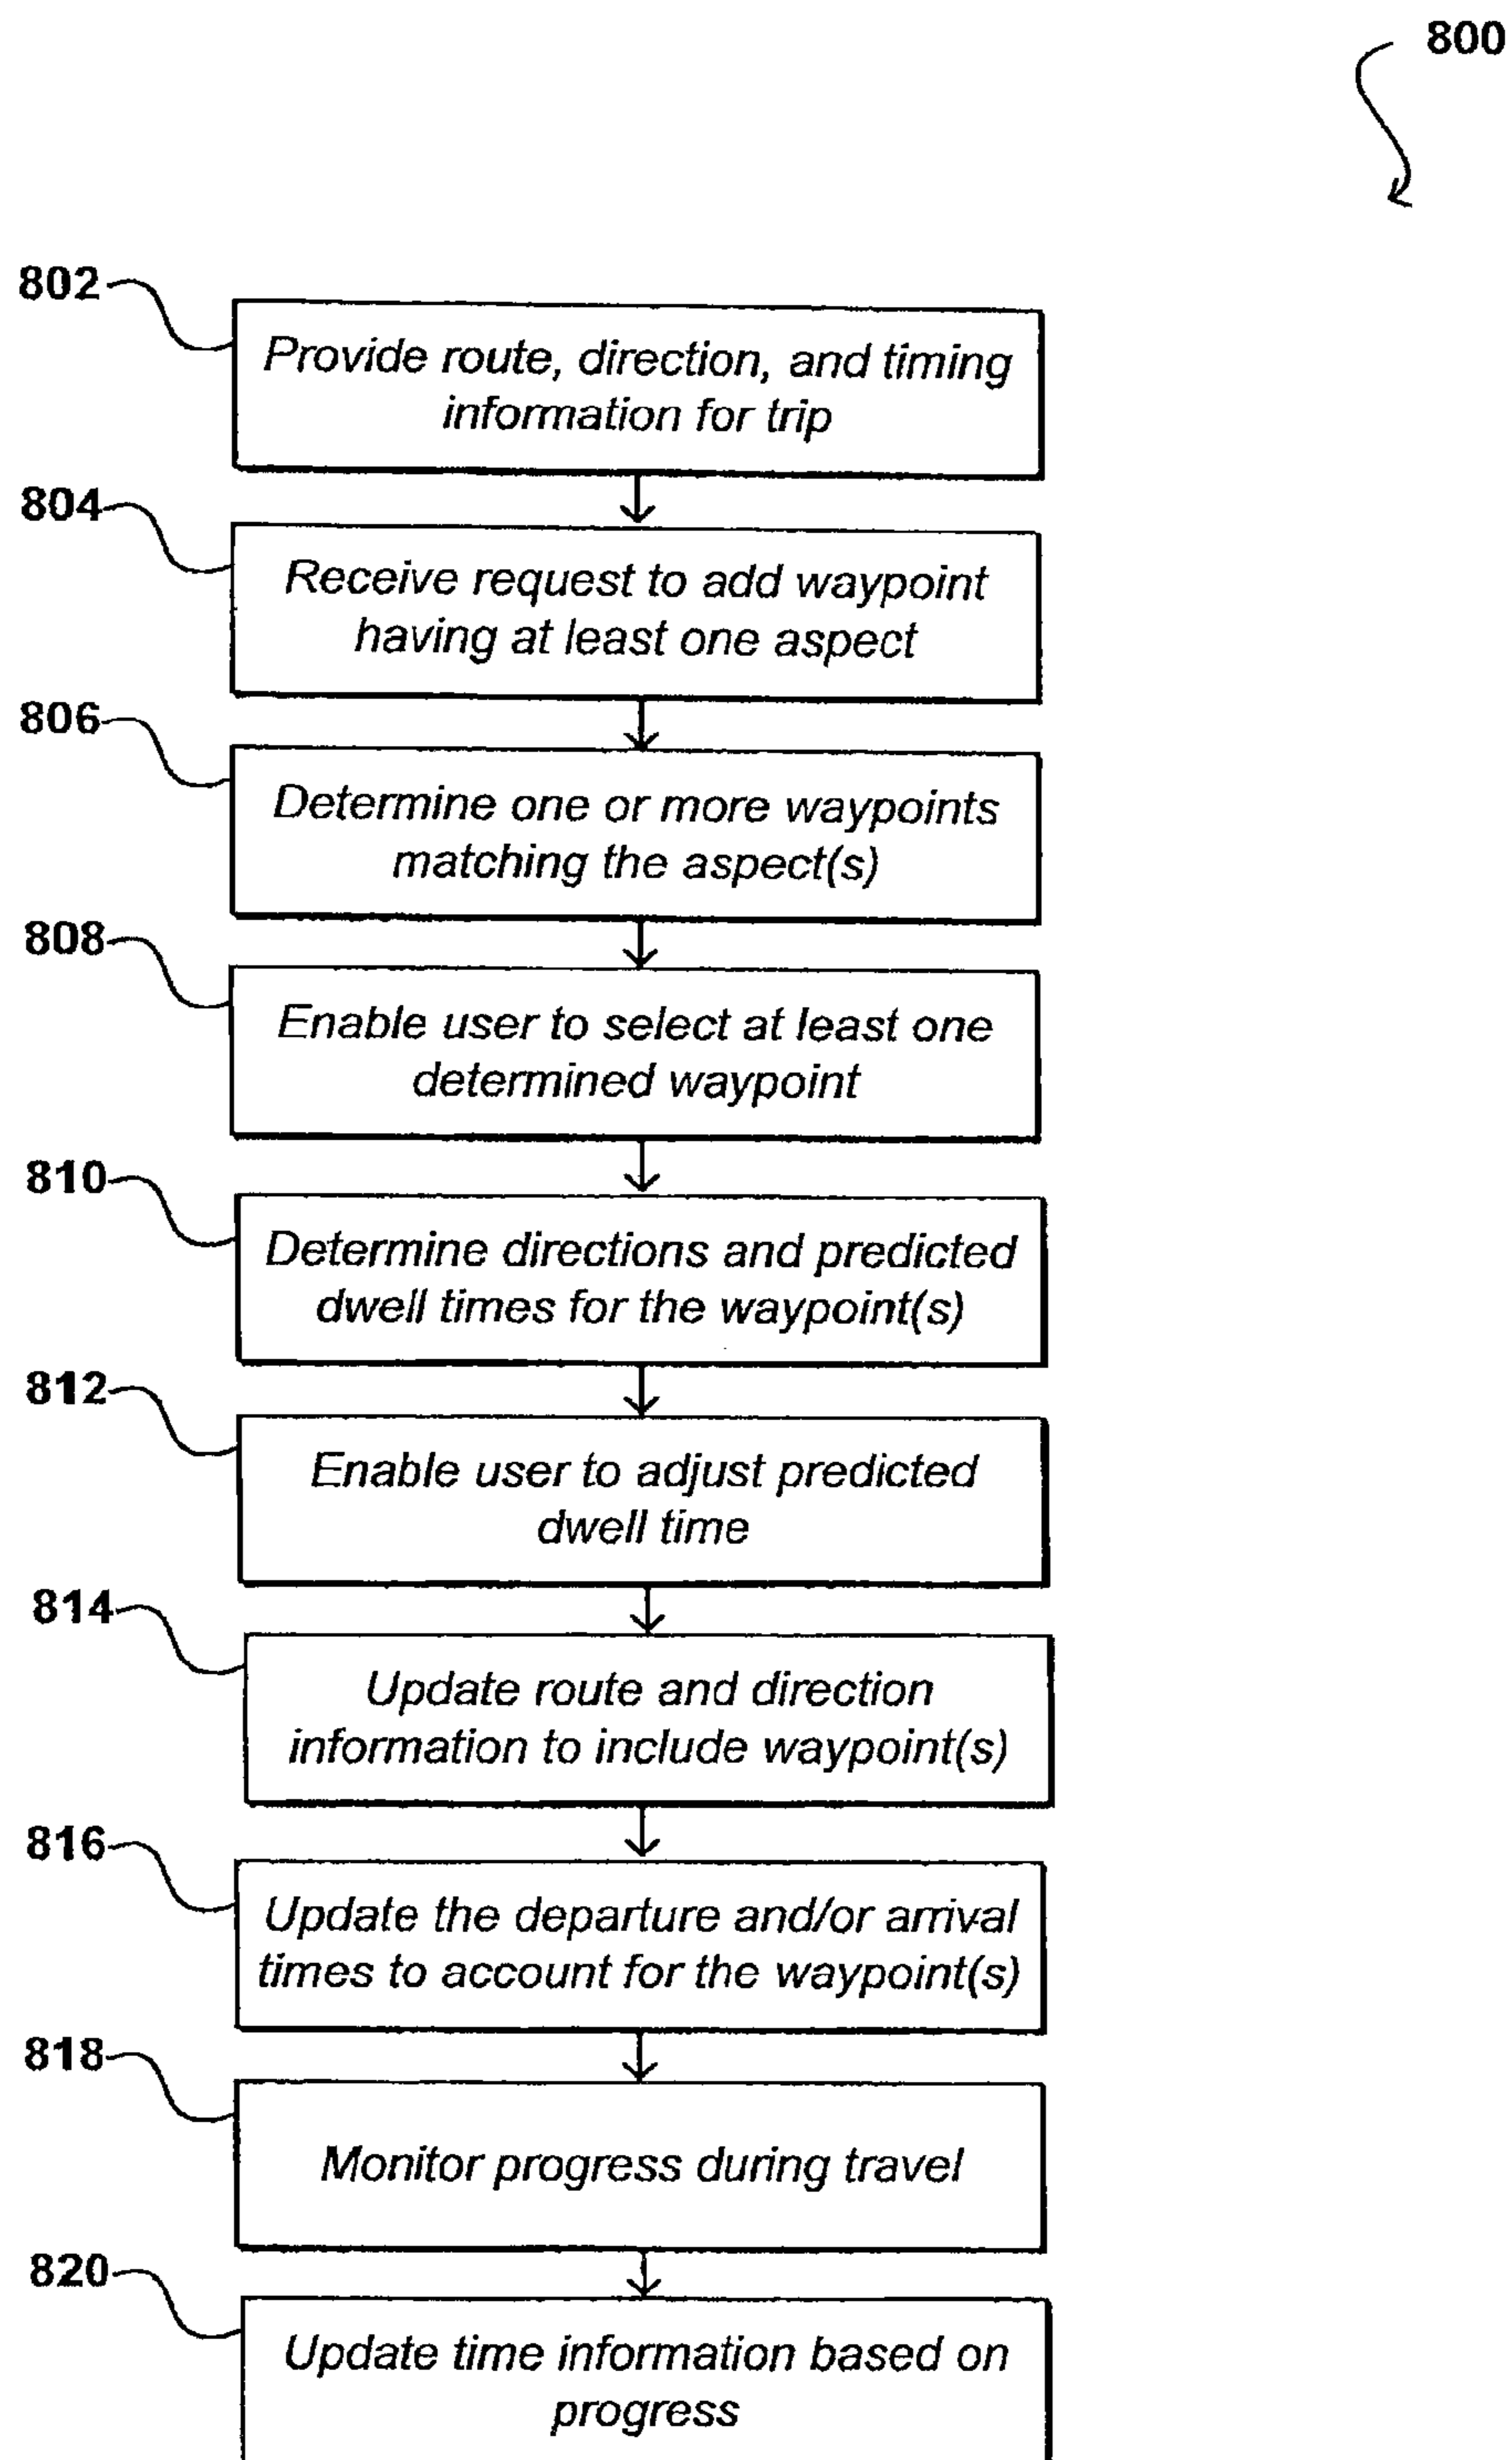 800
802
Provide route, direction, and timing
information for trip
804
Receive request to add waypoint
having at least one aspect
806
Determine one or more waypoints
matching the aspect(s)
808
Enable user to select at least one
determined waypoint
810
Determine directions and predicted
dwell times for the waypoint(s)
812
Enable user to adjust predicted
dwell time
814
Update route and direction
information to include waypoint(s)
816
Update the departure and/or arrival
times to account for the waypoint(s)
818
Monitor progress during travel
820
Update time information based on
progress